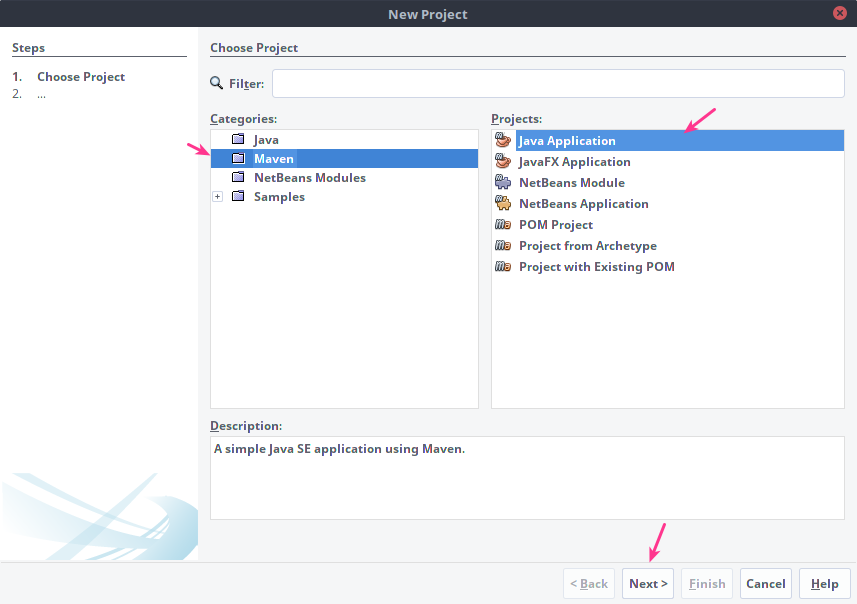 New Project
Steps
1. Choose Project
2. ...
Choose Project
Filter:
Categories:
Java
Maven
NetBeans Modules
Samples
Projects:
Java Application
JavaFX Application
NetBeans Module
NetBeans Application
POM Project
Project from Archetype
Project with Existing POM
Description:
A simple Java SE application using Maven.
< Back
Next >
Finish
Cancel
Help